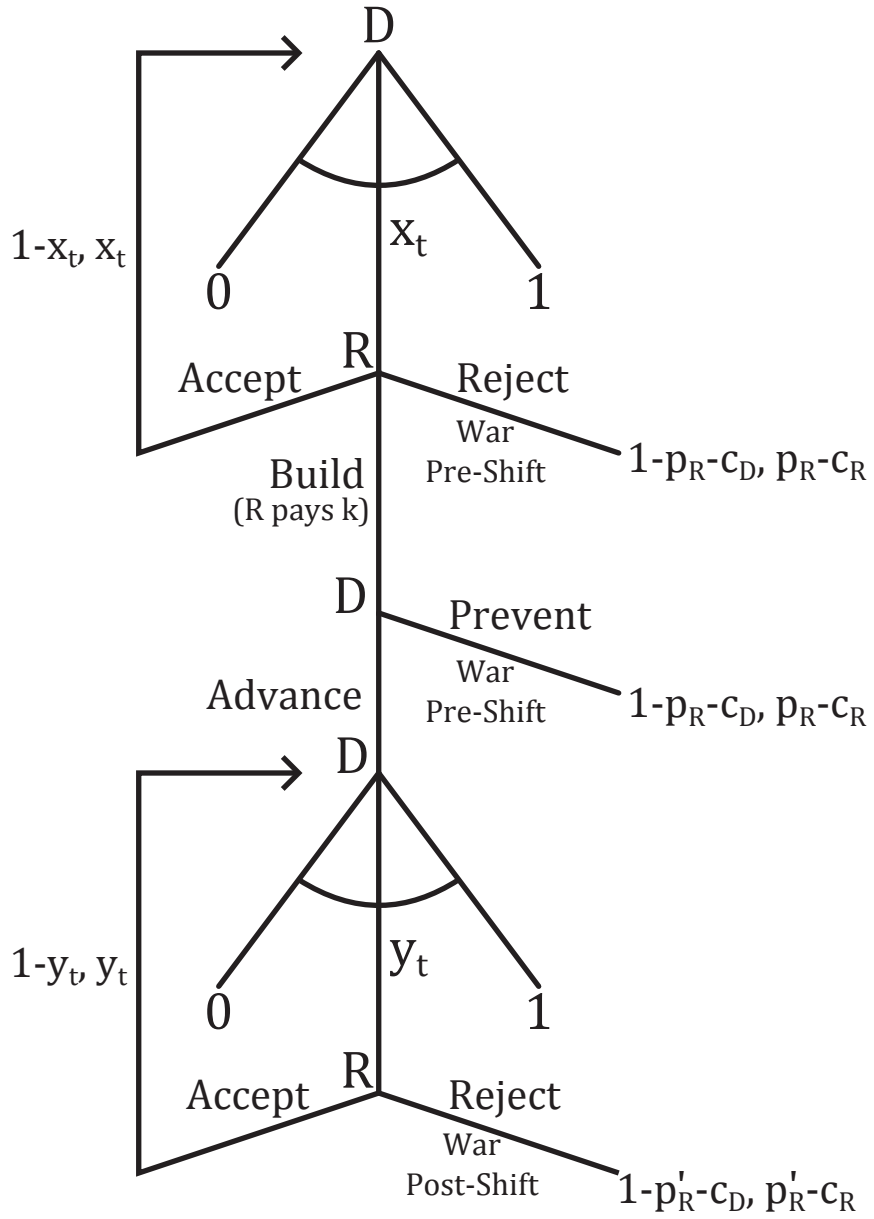 D
x_t
1-x_t, x_t
0
1
R
Accept
Reject
War
Pre-Shift
1-p_R-c_D, p_R-c_R
Build
(R pays k)
D
Prevent
War
Pre-Shift
1-p_R-c_D, p_R-c_R
Advance
D
y_t
1-y_t, y_t
0
1
R
Accept
Reject
War
Post-Shift
1-p'_R-c_D, p'_R-c_R